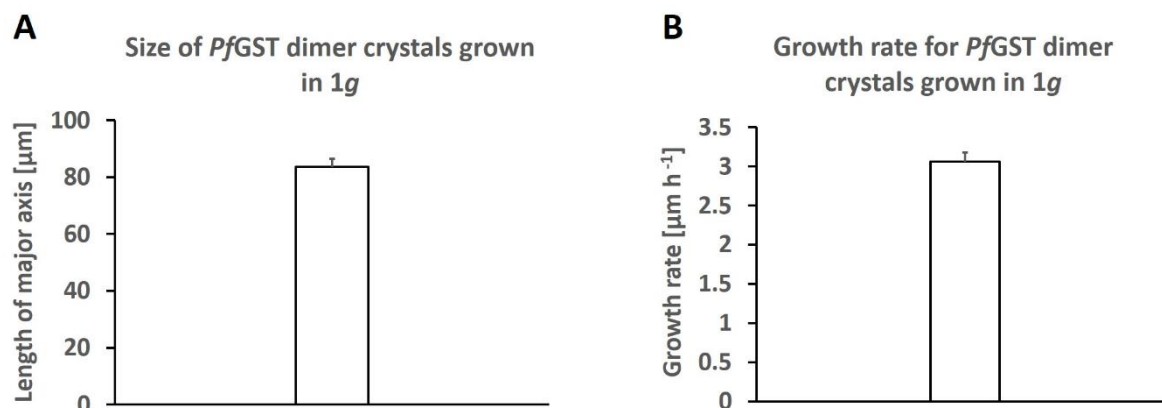 A
Size of PfGST dimer crystals grown
in 1g
Length of major axis [μm]
100
80
60
40
20
0
B
Growth rate for PfGST dimer
crystals grown in 1g
Growth rate [μm h⁻¹]
3.5
3
2.5
2
1.5
1
0.5
0